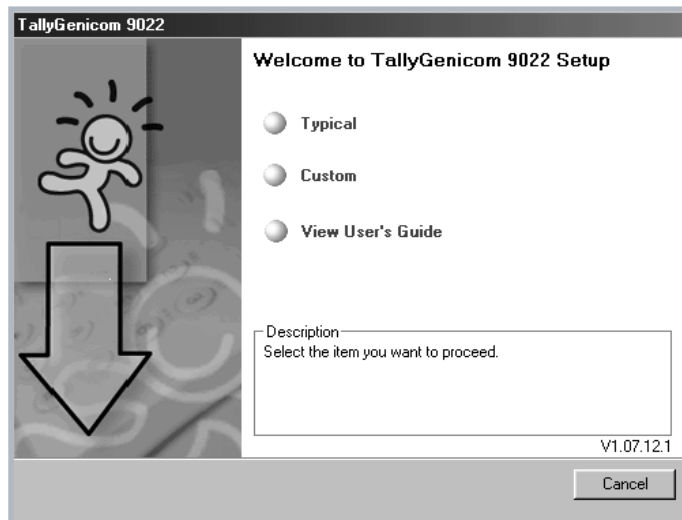 TallyGenicom 9022
Welcome to TallyGenicom 9022 Setup
Typical
Custom
View User's Guide
Description
Select the item you want to proceed.
V1.07.12.1
Cancel